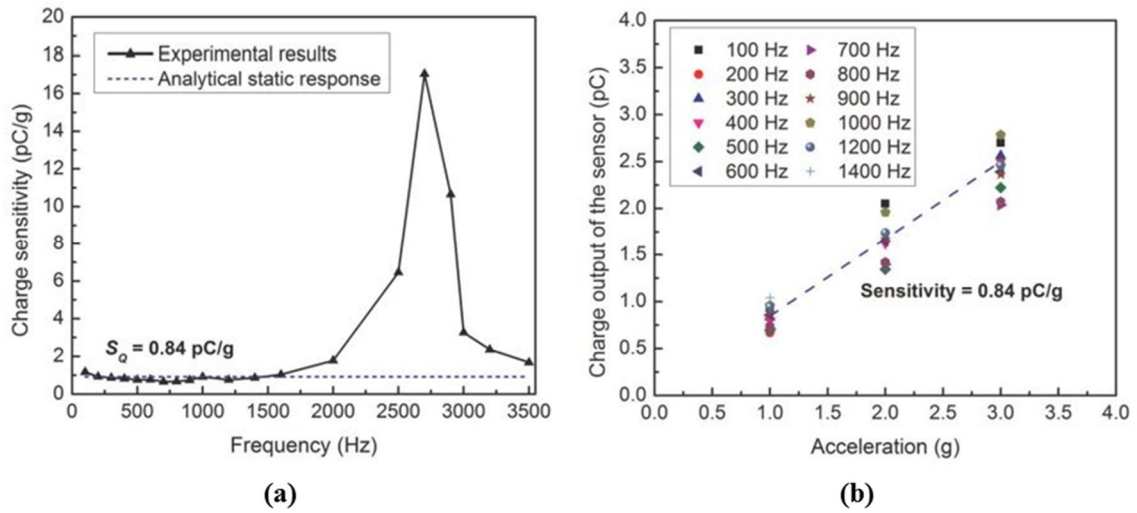 20
18
16
14
12
10
8
6
4
2
0
Charge sensitivity (pC/g)
Experimental results
Analytical static response
S_Q = 0.84 pC/g
0 500 1000 1500 2000 2500 3000 3500
Frequency (Hz)
(a)
4.0
3.5
3.0
2.5
2.0
1.5
1.0
0.5
0.0
Charge output of the sensor (pC)
100 Hz 700 Hz
200 Hz 800 Hz
300 Hz 900 Hz
400 Hz 1000 Hz
500 Hz 1200 Hz
600 Hz 1400 Hz
Sensitivity = 0.84 pC/g
0.0 0.5 1.0 1.5 2.0 2.5 3.0 3.5 4.0
Acceleration (g)
(b)